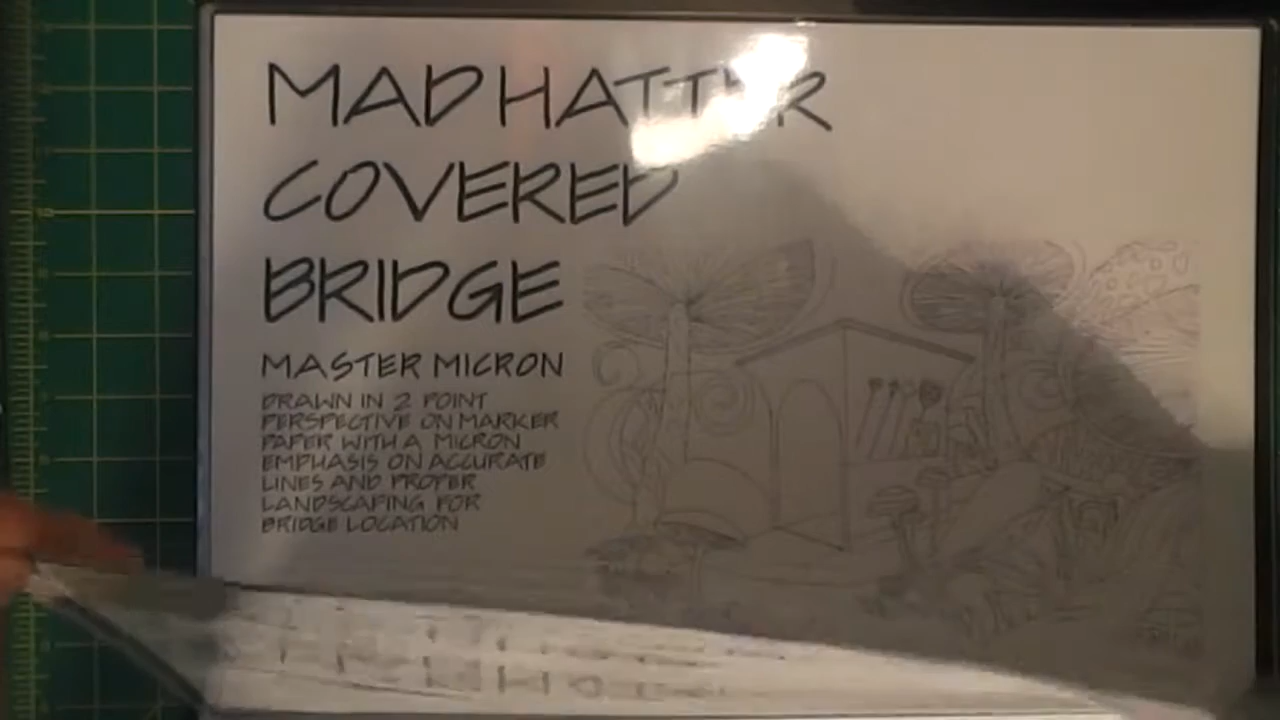 MAD HATTER
COVERED
BRIDGE
MASTER MICRON
DRAWN IN 2 POINT
PERSPECTIVE ON MARKER
PAPER WITH A MICRON
EMPHASIS ON ACCURATE
LINES AND PROPER
LANDSCAPING FOR
BRIDGE LOCATION